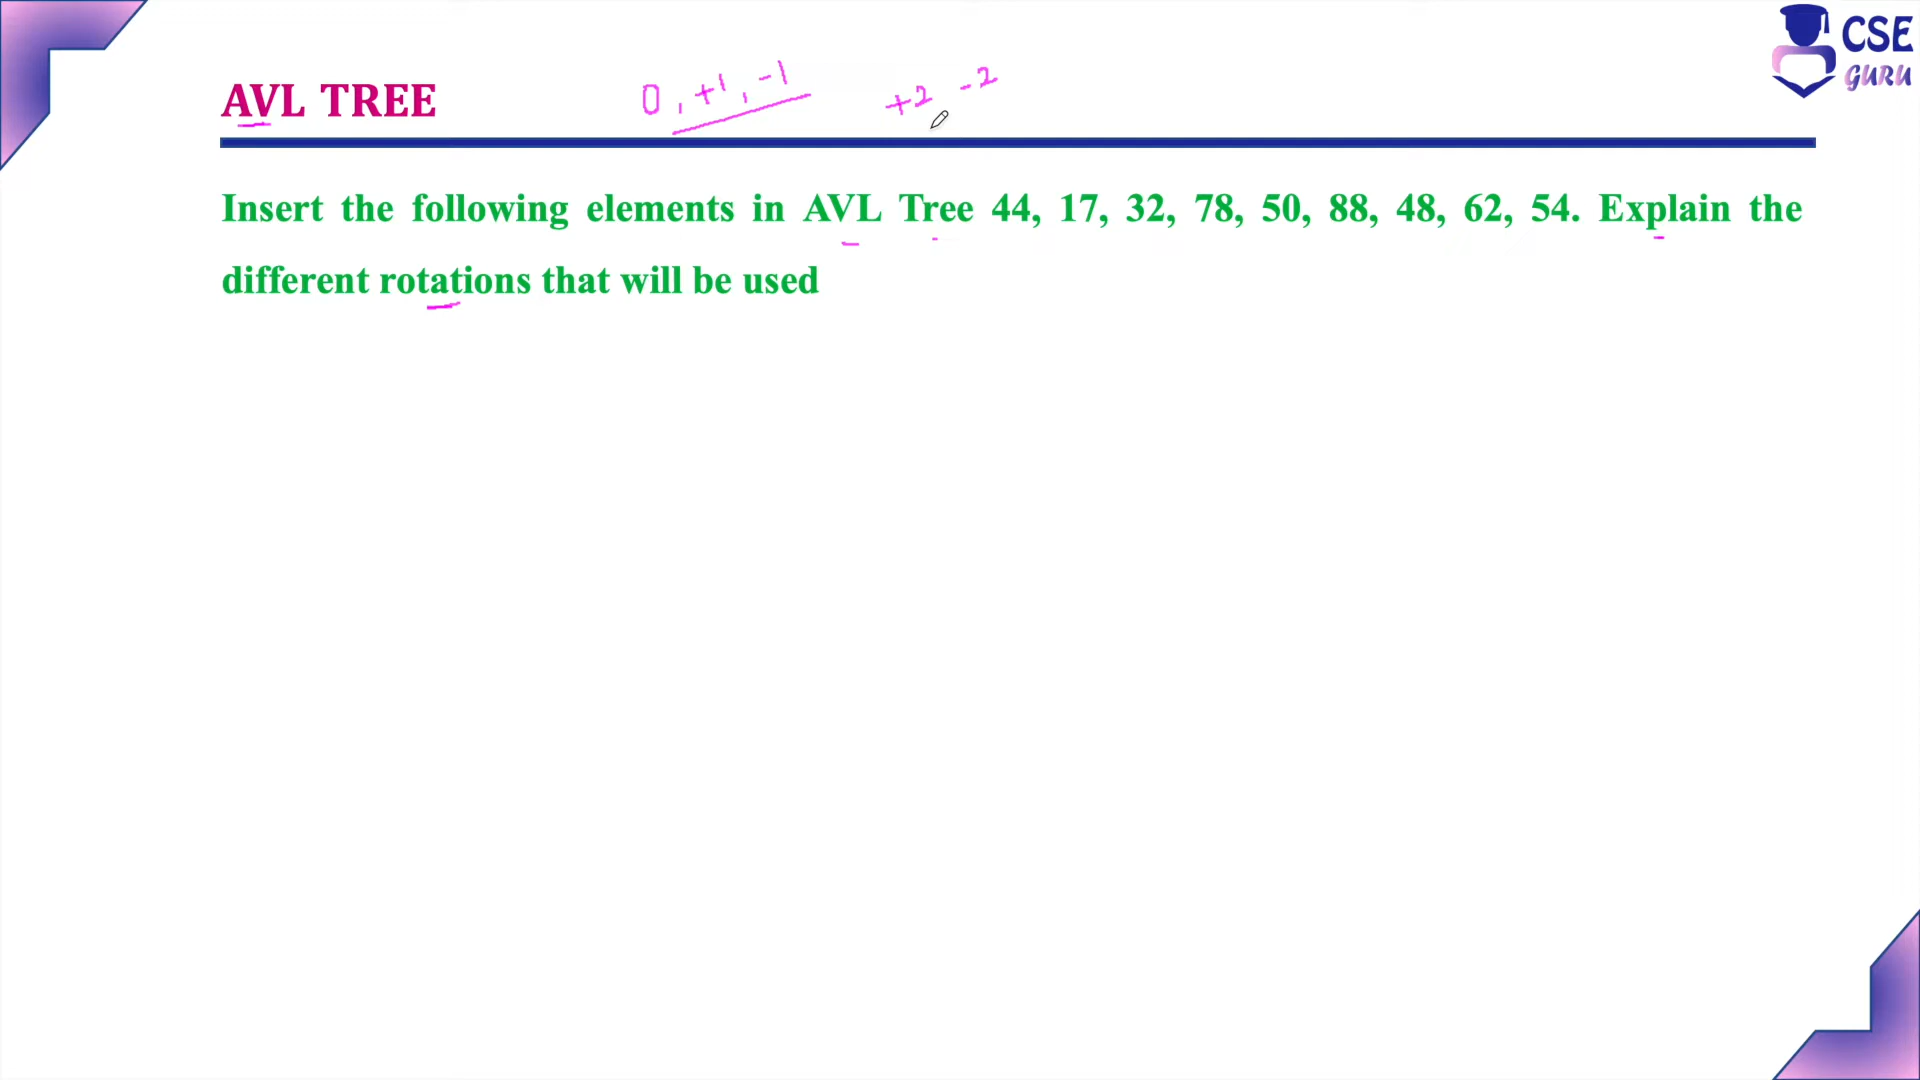 CSE
GURU
AVL TREE
0, +1, -1
+2 -2
Insert the following elements in AVL Tree 44, 17, 32, 78, 50, 88, 48, 62, 54. Explain the
different rotations that will be used